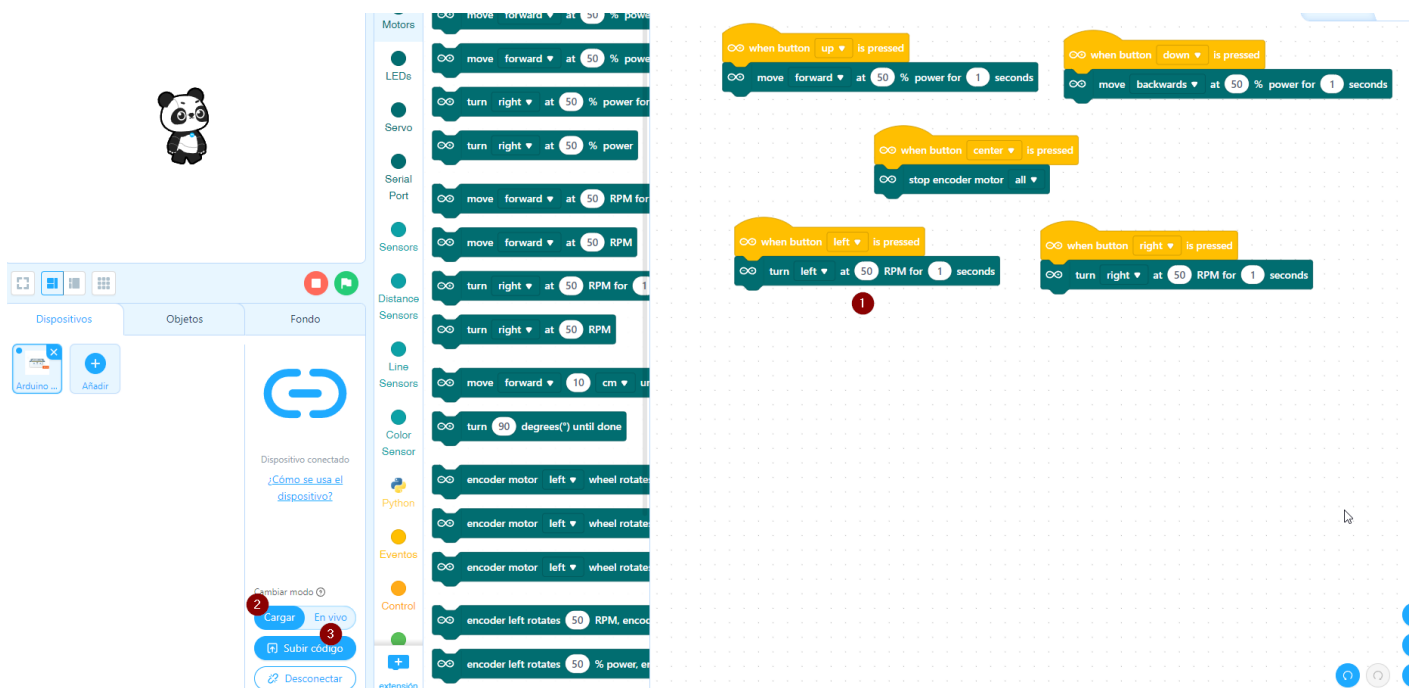 Motors
LEDs
Servo
Serial
Port
Sensors
Distance
Sensors
Line
Sensors
Color
Sensor
Python
Eventos
Control
extensión
move forward at 50 % powe
move forward at 50 % powe
turn right at 50 % power for
turn right at 50 % power
move forward at 50 RPM for
move forward at 50 RPM
turn right at 50 RPM for 1
turn right at 50 RPM
move forward 10 cm un
turn 90 degrees(°) until done
encoder motor left wheel rotate
encoder motor left wheel rotate
encoder motor left wheel rotate
encoder left rotates 50 RPM, enco
encoder left rotates 50 % power, en
when button up is pressed
move forward at 50 % power for 1 seconds
when button down is pressed
move backwards at 50 % power for 1 seconds
when button center is pressed
stop encoder motor all
when button left is pressed
turn left at 50 RPM for 1 seconds
1
when button right is pressed
turn right at 50 RPM for 1 seconds
Dispositivos Objetos Fondo
Arduino ...
Añadir
Dispositivo conectado
¿Cómo se usa el
dispositivo?
Cambiar modo
2
Cargar En vivo
3
Subir código
Desconectar